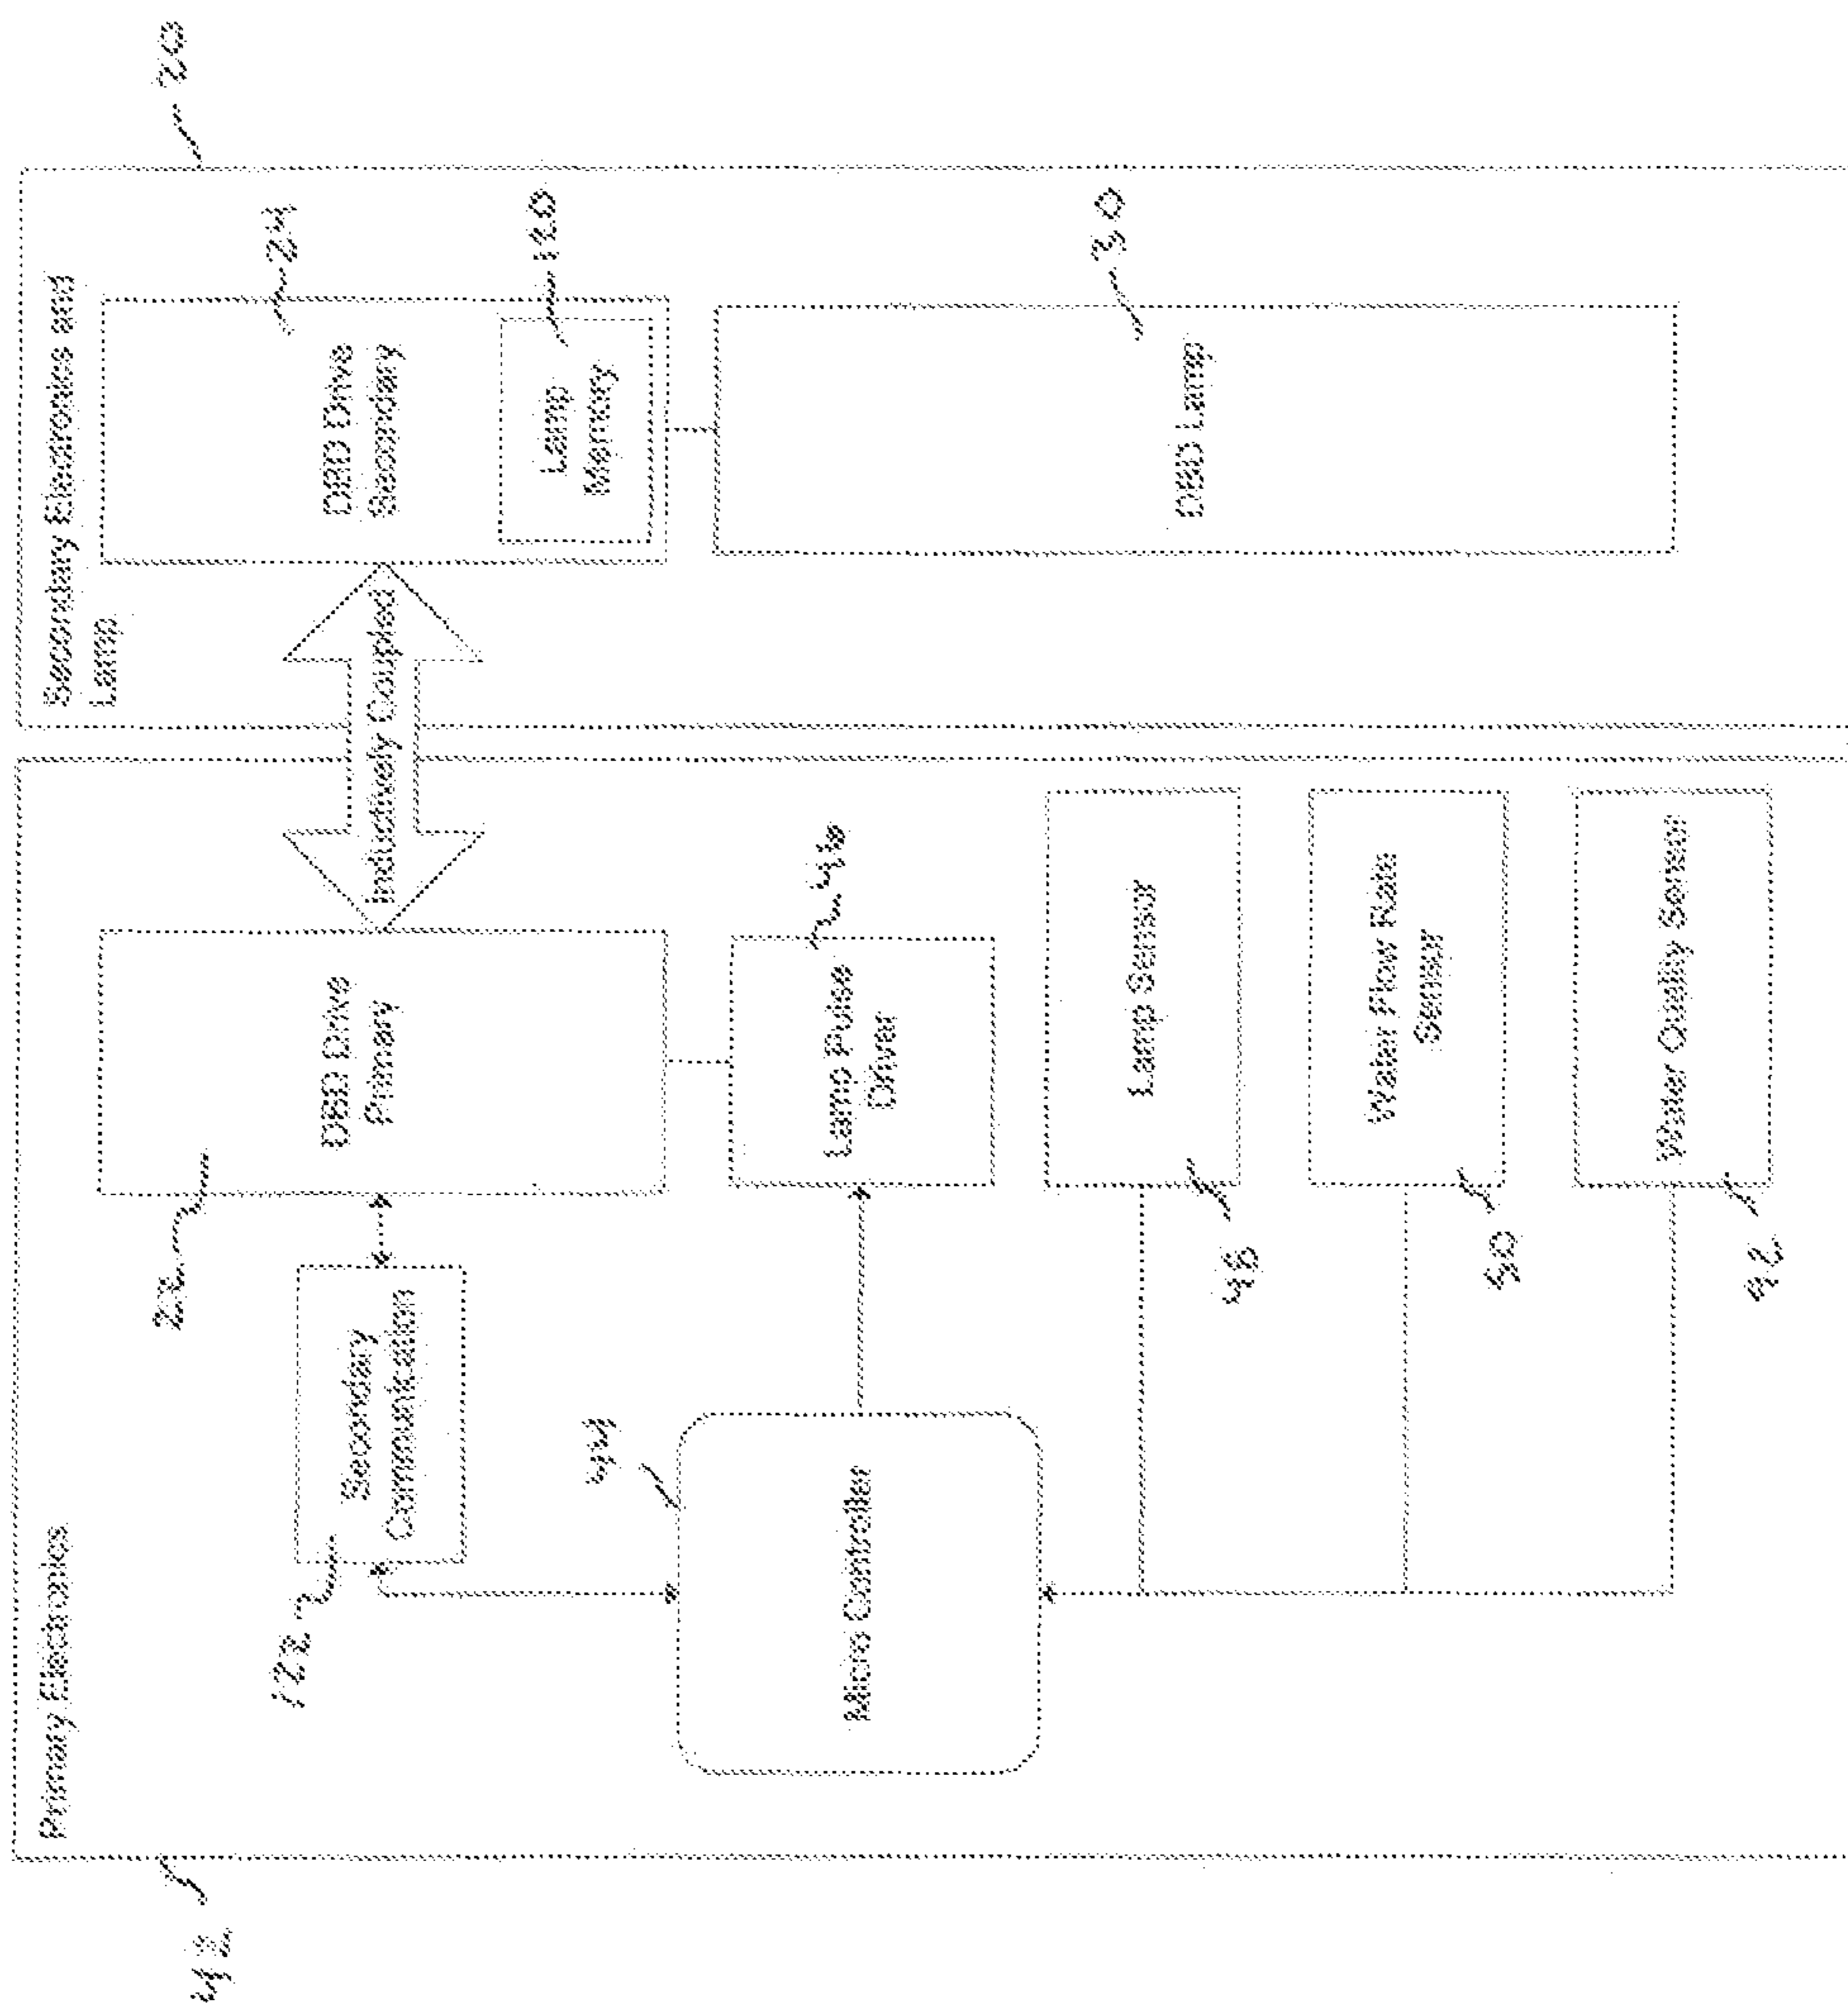 Primary Electronics
42
122
Secondary
Communication
22
DBD Drive
Primary
44
Micro Controller
Lamp Pulse
Driver
46
Lamp Sensor
48
Water Flow Rate
Sensor
50
Water Quality Sensor
92
Inductively Coupled
Secondary Electronics and
Lamp
20
DBD Drive
Secondary
24
Lamp
Memory
120
DBD Lamp
30